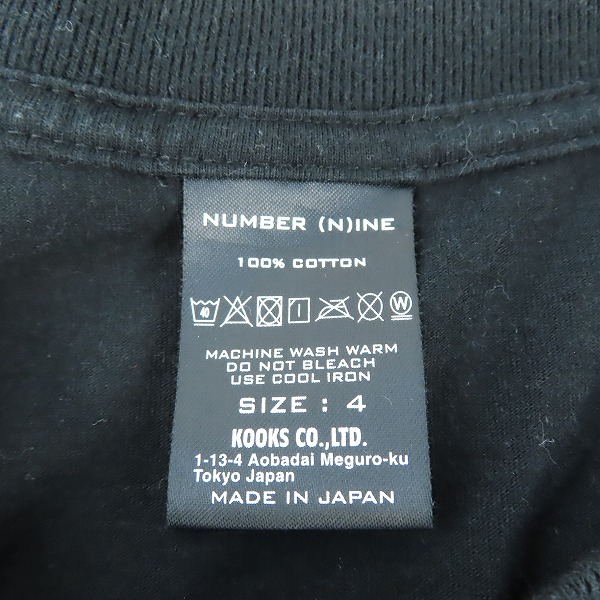 NUMBER (N)INE
100% COTTON
40 W
MACHINE WASH WARM
DO NOT BLEACH
USE COOL IRON
SIZE : 4
KOOKS CO.,LTD.
1-13-4 Aobadai Meguro-ku
Tokyo Japan
MADE IN JAPAN